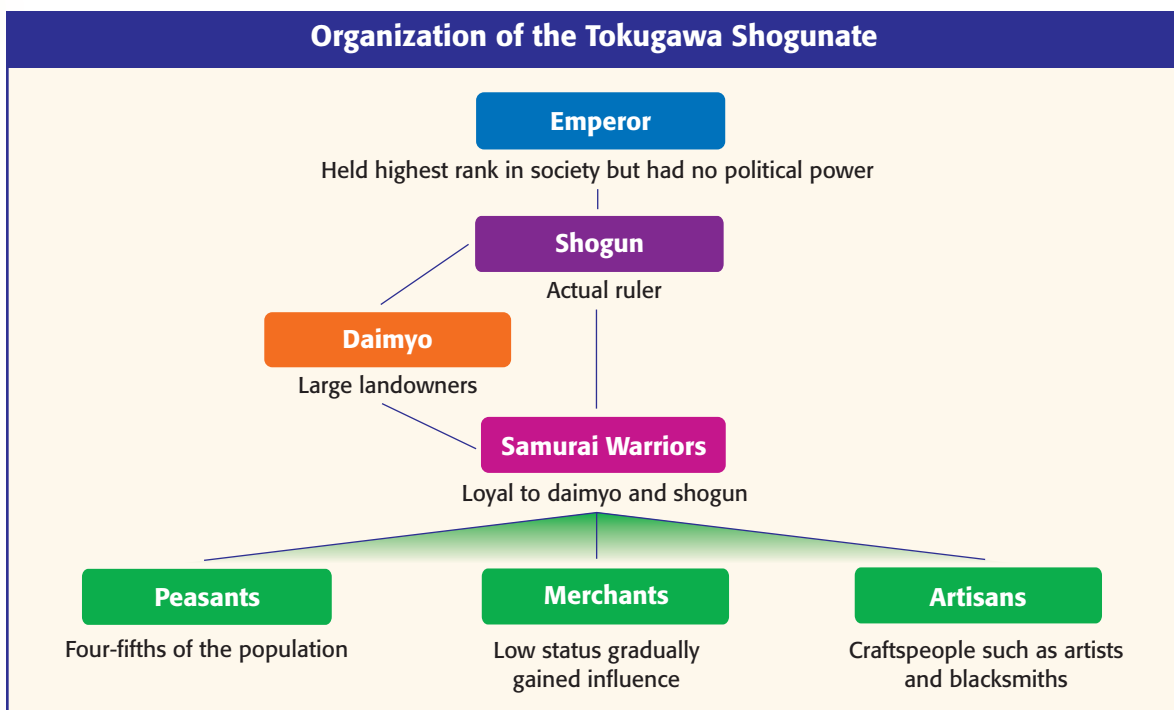 Organization of the Tokugawa Shogunate
Emperor
Held highest rank in society but had no political power
Shogun
Actual ruler
Daimyo
Large landowners
Samurai Warriors
Loyal to daimyo and shogun
Peasants
Four-fifths of the population
Merchants
Low status gradually
gained influence
Artisans
Craftspeople such as artists
and blacksmiths